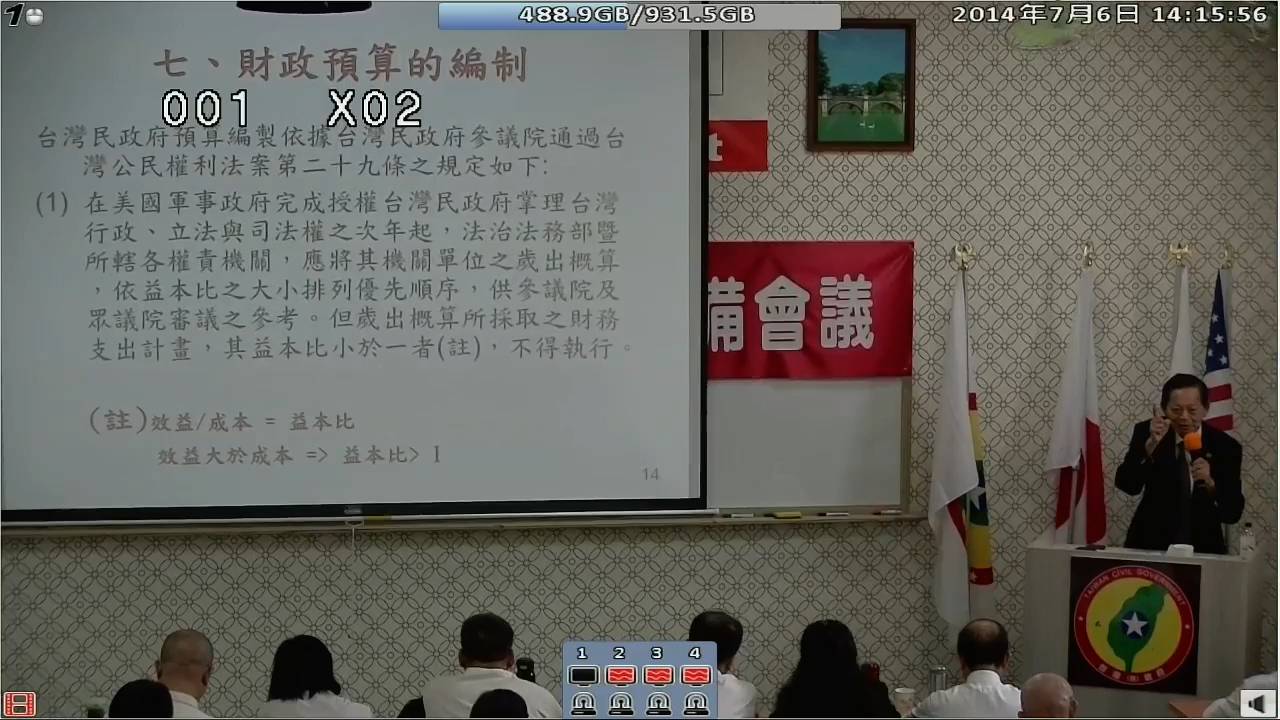 1
488.9GB/931.5GB
2014年7月6日 14:15:56
七、財政預算的編制
001 X02
台灣民政府預算編製依據台灣民政府參議院通過台
灣公民權利法案第二十九條之規定如下:
(1) 在美國軍事政府完成授權台灣民政府掌理台灣
行政、立法與司法權之次年起，法治法務部暨
所轄各權責機關，應將其機關單位之歲出概算
，依益本比之大小排列優先順序，供參議院及
眾議院審議之參考。但歲出概算所採取之財務
支出計畫，其益本比小於一者(註)，不得執行。
(註)效益/成本 = 益本比
效益大於成本 => 益本比> 1
14
t
備會議
TAIWAN CIVIL GOVERNMENT
1 2 3 4